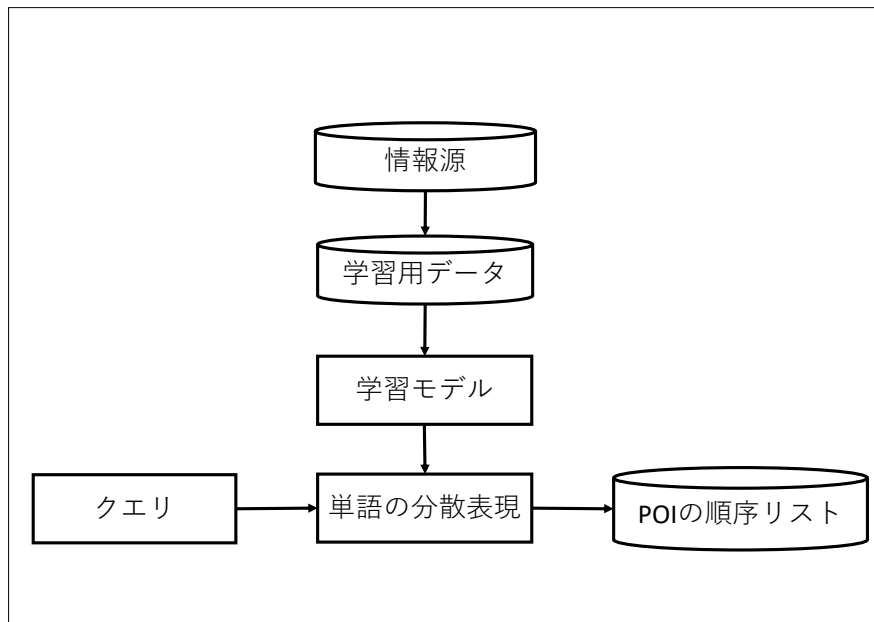 情報源
学習用データ
学習モデル
クエリ
単語の分散表現
POIの順序リスト